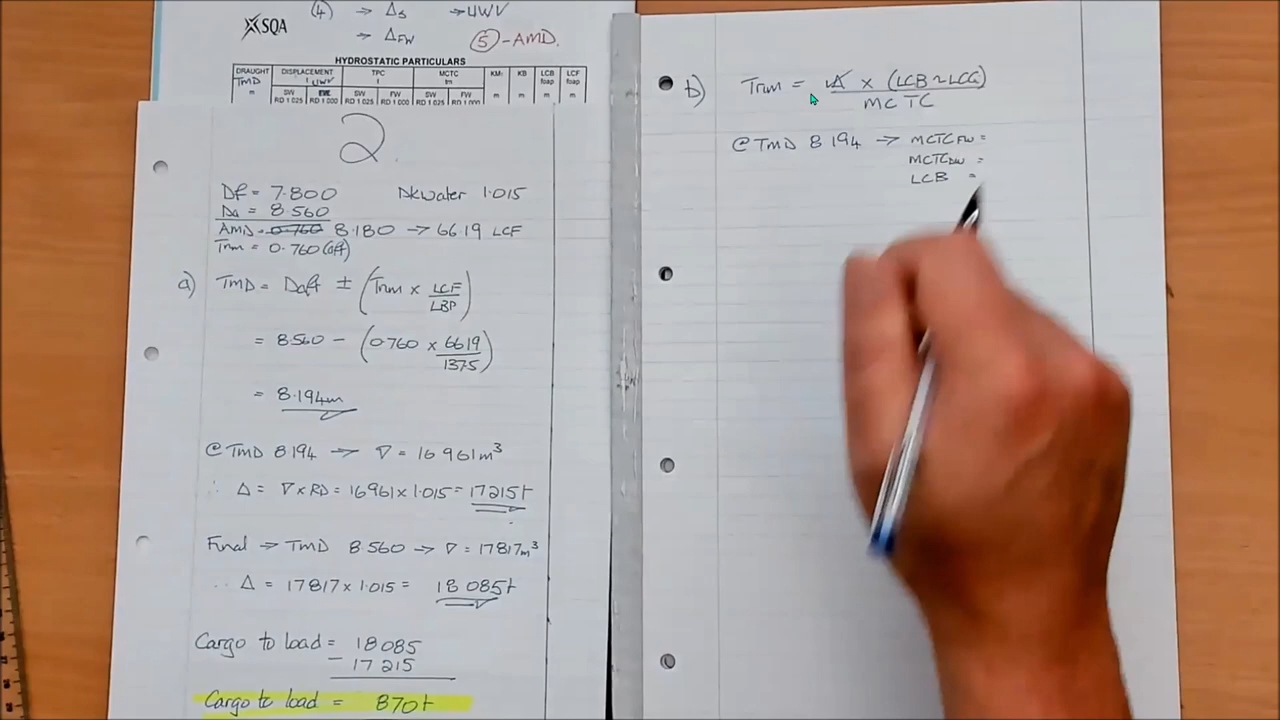 (4) → Δs → UWV
→ ΔFW ⑤-AMD.
SQA
HYDROSTATIC PARTICULARS
DRAUGHT DISPLACEMENT TPC MCTC KMT KB LCB LCF
TMD t UWV t tm foap foap
m SW FW SW FW SW FW m m m m
RD 1.025 RD 1.000 RD 1.025 RD 1.000 RD 1.025 RD 1.000
2
Df = 7.800 Dkwater 1.015
Da = 8.560
AMD = 0.760 8.180 → 66.19 LCF
Trim = 0.760 (aft)
a) TMD = Daft ± (Trim × LCF/LBP)
= 8.560 - (0.760 × 66.19/137.5)
= 8.194m
@TMD 8.194 → ∇ = 16961m³
∴ Δ = ∇ × RD = 16961 × 1.015 = 17215t
Final → TMD 8.560 → ∇ = 17817m³
∴ Δ = 17817 × 1.015 = 18085t
Cargo to load = 18085
- 17215
Cargo to load = 870t
b) Trim = Δ × (LCB ~ LCG)
MCTC
@TMD 8.194 → MCTCFW =
MCTCDW =
LCB =